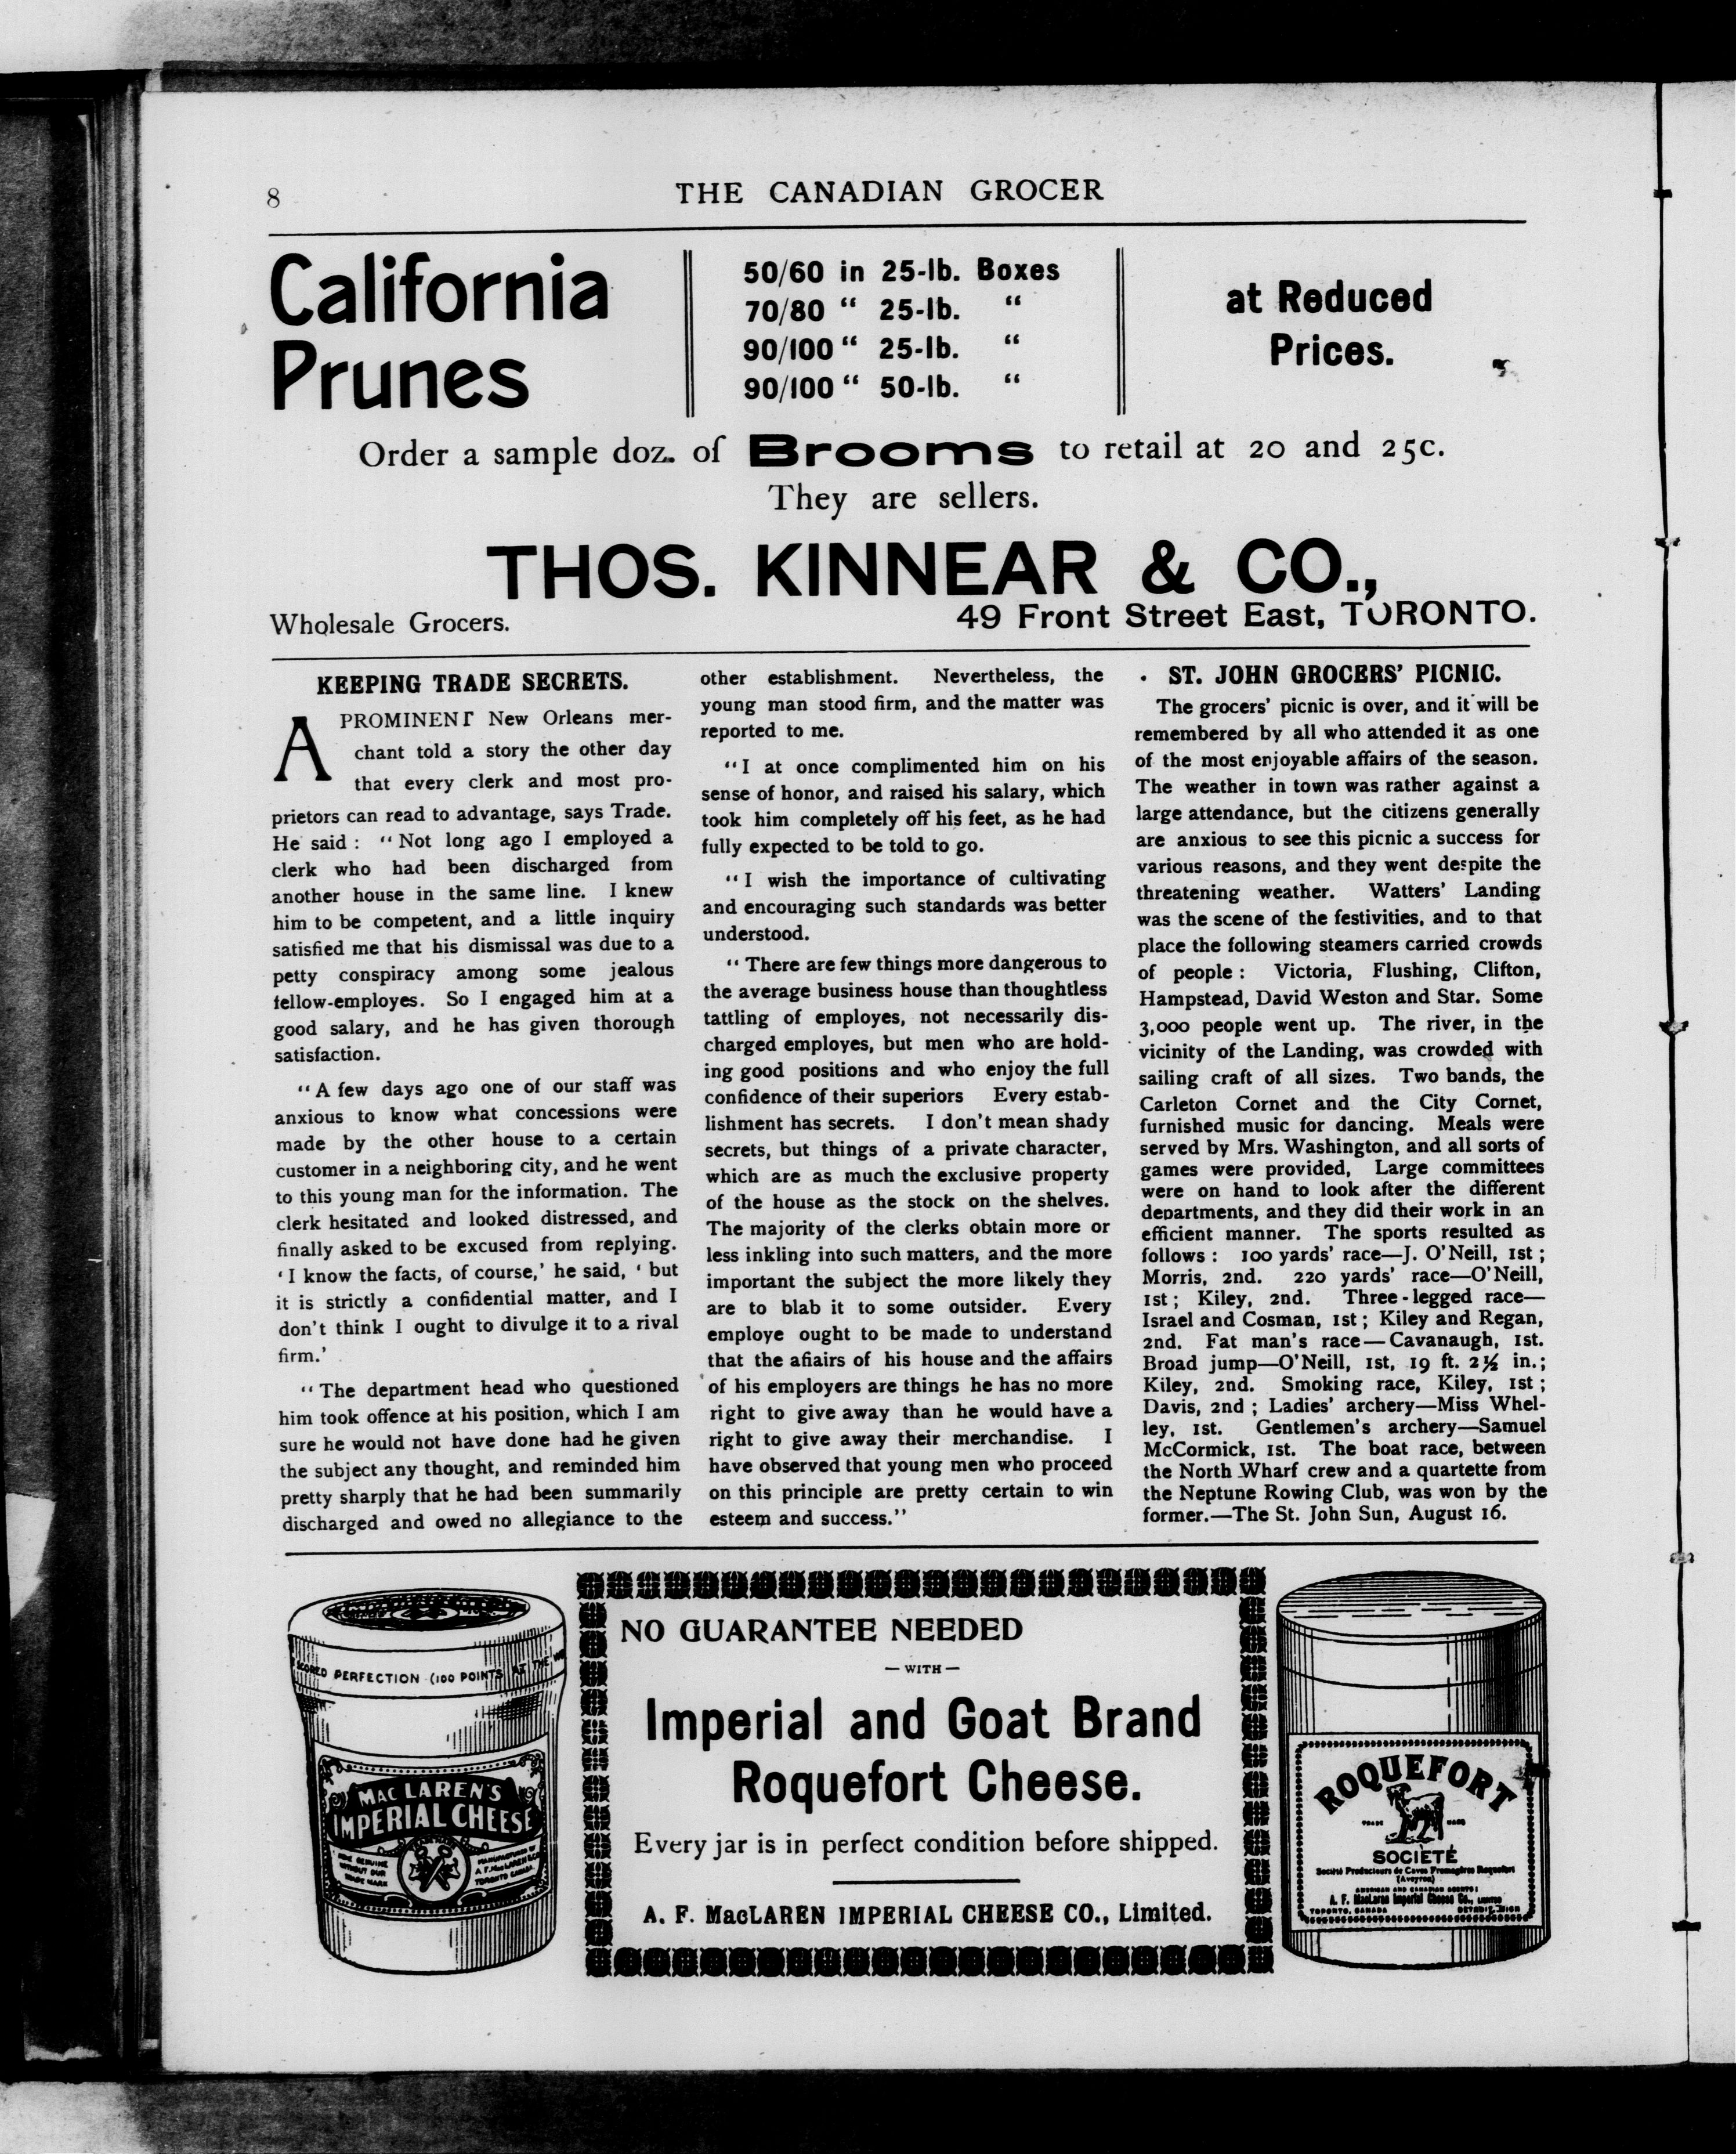 8
THE CANADIAN GROCER
California
Prunes
50/60 in 25-lb. Boxes
70/80 “ 25-lb. “
90/100 “ 25-lb. “
90/100 “ 50-lb. “
at Reduced
Prices.
Order a sample doz. of Brooms to retail at 20 and 25c.
They are sellers.
THOS. KINNEAR & CO.,
Wholesale Grocers.
49 Front Street East, TORONTO.
KEEPING TRADE SECRETS.
A PROMINENT New Orleans mer-
chant told a story the other day
that every clerk and most pro-
prietors can read to advantage, says Trade.
He said : “Not long ago I employed a
clerk who had been discharged from
another house in the same line. I knew
him to be competent, and a little inquiry
satisfied me that his dismissal was due to a
petty conspiracy among some jealous
fellow-employes. So I engaged him at a
good salary, and he has given thorough
satisfaction.
“A few days ago one of our staff was
anxious to know what concessions were
made by the other house to a certain
customer in a neighboring city, and he went
to this young man for the information. The
clerk hesitated and looked distressed, and
finally asked to be excused from replying.
‘I know the facts, of course,’ he said, ‘but
it is strictly a confidential matter, and I
don't think I ought to divulge it to a rival
firm.’
“The department head who questioned
him took offence at his position, which I am
sure he would not have done had he given
the subject any thought, and reminded him
pretty sharply that he had been summarily
discharged and owed no allegiance to the
other establishment. Nevertheless, the
young man stood firm, and the matter was
reported to me.
“I at once complimented him on his
sense of honor, and raised his salary, which
took him completely off his feet, as he had
fully expected to be told to go.
“I wish the importance of cultivating
and encouraging such standards was better
understood.
“There are few things more dangerous to
the average business house than thoughtless
tattling of employes, not necessarily dis-
charged employes, but men who are hold-
ing good positions and who enjoy the full
confidence of their superiors Every estab-
lishment has secrets. I don't mean shady
secrets, but things of a private character,
which are as much the exclusive property
of the house as the stock on the shelves.
The majority of the clerks obtain more or
less inkling into such matters, and the more
important the subject the more likely they
are to blab it to some outsider. Every
employe ought to be made to understand
that the afiairs of his house and the affairs
of his employers are things he has no more
right to give away than he would have a
right to give away their merchandise. I
have observed that young men who proceed
on this principle are pretty certain to win
esteem and success.”
ST. JOHN GROCERS’ PICNIC.
The grocers’ picnic is over, and it will be
remembered by all who attended it as one
of the most enjoyable affairs of the season.
The weather in town was rather against a
large attendance, but the citizens generally
are anxious to see this picnic a success for
various reasons, and they went despite the
threatening weather. Watters’ Landing
was the scene of the festivities, and to that
place the following steamers carried crowds
of people : Victoria, Flushing, Clifton,
Hampstead, David Weston and Star. Some
3,000 people went up. The river, in the
vicinity of the Landing, was crowded with
sailing craft of all sizes. Two bands, the
Carleton Cornet and the City Cornet,
furnished music for dancing. Meals were
served by Mrs. Washington, and all sorts of
games were provided, Large committees
were on hand to look after the different
departments, and they did their work in an
efficient manner. The sports resulted as
follows : 100 yards’ race—J. O’Neill, 1st ;
Morris, 2nd. 220 yards’ race—O’Neill,
1st ; Kiley, 2nd. Three-legged race—
Israel and Cosman, 1st ; Kiley and Regan,
2nd. Fat man's race—Cavanaugh, 1st.
Broad jump—O'Neill, 1st, 19 ft. 2½ in.;
Kiley, 2nd. Smoking race, Kiley, 1st ;
Davis, 2nd ; Ladies’ archery—Miss Whel-
ley, 1st. Gentlemen's archery—Samuel
McCormick, 1st. The boat race, between
the North Wharf crew and a quartette from
the Neptune Rowing Club, was won by the
former.—The St. John Sun, August 16.
SCORED PERFECTION (100 POINTS) AT THE
MACLAREN'S
IMPERIAL CHEESE
NONE GENUINE
WITHOUT OUR
TRADE MARK
MANUFACTURED BY
A. F. MACLAREN & CO.
TORONTO CANADA
NO GUARANTEE NEEDED
— WITH —
Imperial and Goat Brand
Roquefort Cheese.
Every jar is in perfect condition before shipped.
A. F. MacLAREN IMPERIAL CHEESE CO., Limited.
ROQUEFORT
TRADE MARK
SOCIÉTÉ
Société Producteurs de Caves Fromagères Roquefort
(Aveyron)
AMERICAN AND CANADIAN AGENTS:
A. F. MacLaren Imperial Cheese Co., LIMITED
TORONTO, CANADA DETROIT, MICH